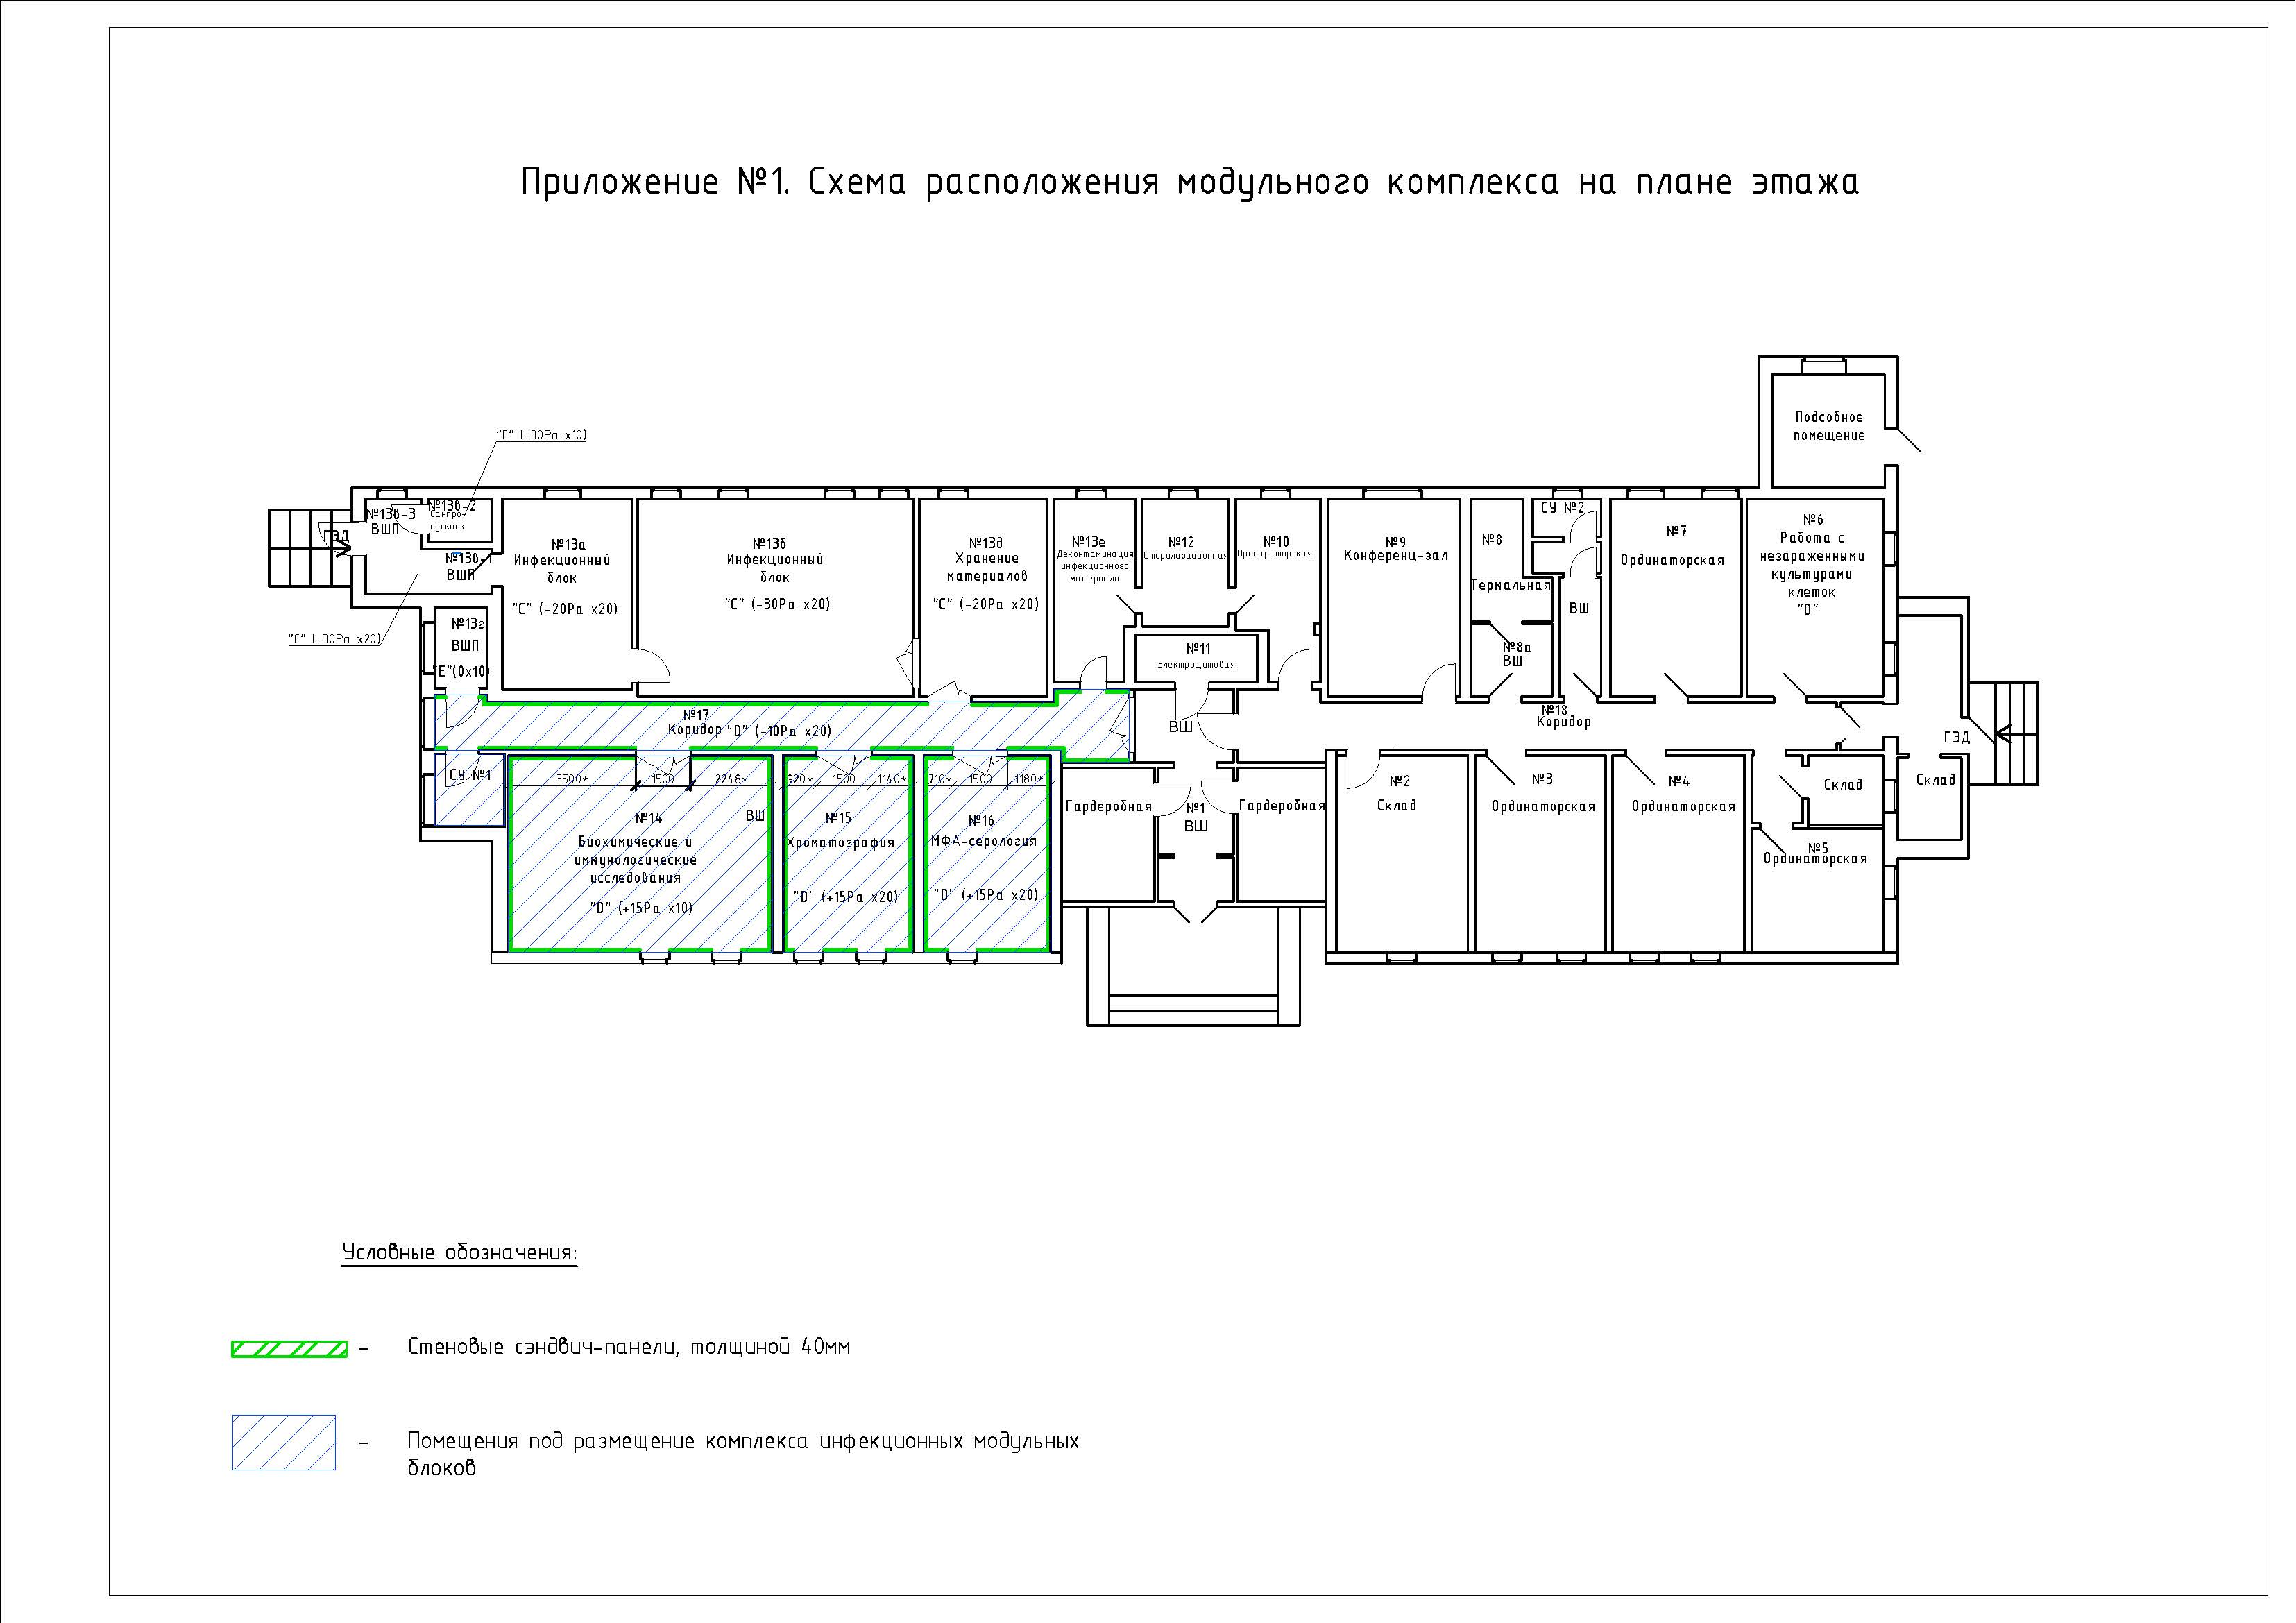 Приложение №1. Схема расположения модульного комплекса на плане этажа
Подсобное
помещение
"Е" (-30Pa x10)
№13в-3
ВШП
ГЭД
№13в-2
Санпро-
пускник
№13в-1
ВШП
"С" (-30Pa x20)
№13г
ВШП
"Е"(0x10)
№13а
Инфекционный
блок
"С" (-20Pa x20)
№13б
Инфекционный
блок
"С" (-30Pa x20)
№13д
Хранение
материалов
"С" (-20Pa x20)
№13е
Деконтаминация
инфекционного
материала
№12
Стерилизационная
№10
Препараторская
№11
Электрощитовая
№9
Конференц-зал
№8
Термальная
№8а
ВШ
СУ №2
ВШ
№7
Ординаторская
№6
Работа с
незараженными
культурами
клеток
"D"
№17
Коридор "D" (-10Pa x20)
ВШ
№18
Коридор
ГЭД
СУ №1
3500*
1500
2248*
920*
1500
1140*
710*
1500
1180*
№14
ВШ
Биохимические и
иммунологические
исследования
"D" (+15Pa x10)
№15
Хроматография
"D" (+15Pa x20)
№16
МФА-серология
"D" (+15Pa x20)
Гардеробная
№1
ВШ
Гардеробная
№2
Склад
№3
Ординаторская
№4
Ординаторская
Склад
№5
Ординаторская
Склад
Условные обозначения:
- Стеновые сэндвич-панели, толщиной 40мм
- Помещения под размещение комплекса инфекционных модульных
блоков